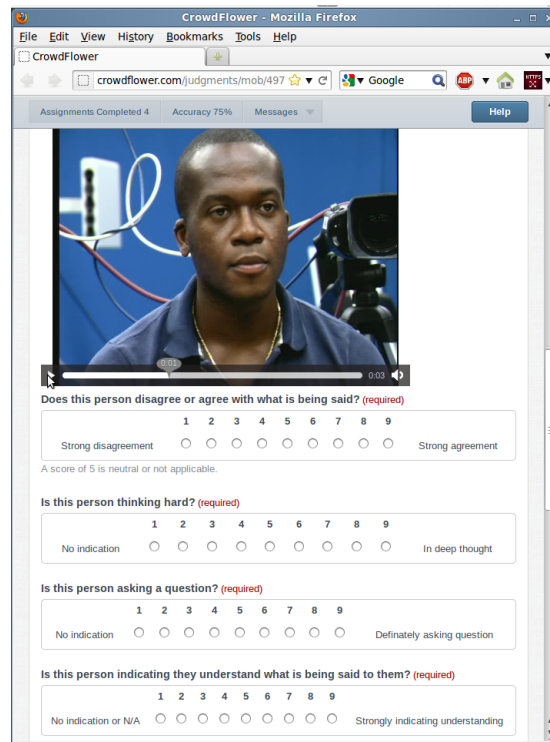 CrowdFlower - Mozilla Firefox
File Edit View History Bookmarks Tools Help
CrowdFlower
crowdflower.com/judgments/mob/497 Google ABP HTTPS
Assignments Completed 4 Accuracy 75% Messages Help
0:01
0:03
Does this person disagree or agree with what is being said? (required)
1 2 3 4 5 6 7 8 9
Strong disagreement Strong agreement
A score of 5 is neutral or not applicable.
Is this person thinking hard? (required)
1 2 3 4 5 6 7 8 9
No indication In deep thought
Is this person asking a question? (required)
1 2 3 4 5 6 7 8 9
No indication Definately asking question
Is this person indicating they understand what is being said to them? (required)
1 2 3 4 5 6 7 8 9
No indication or N/A Strongly indicating understanding